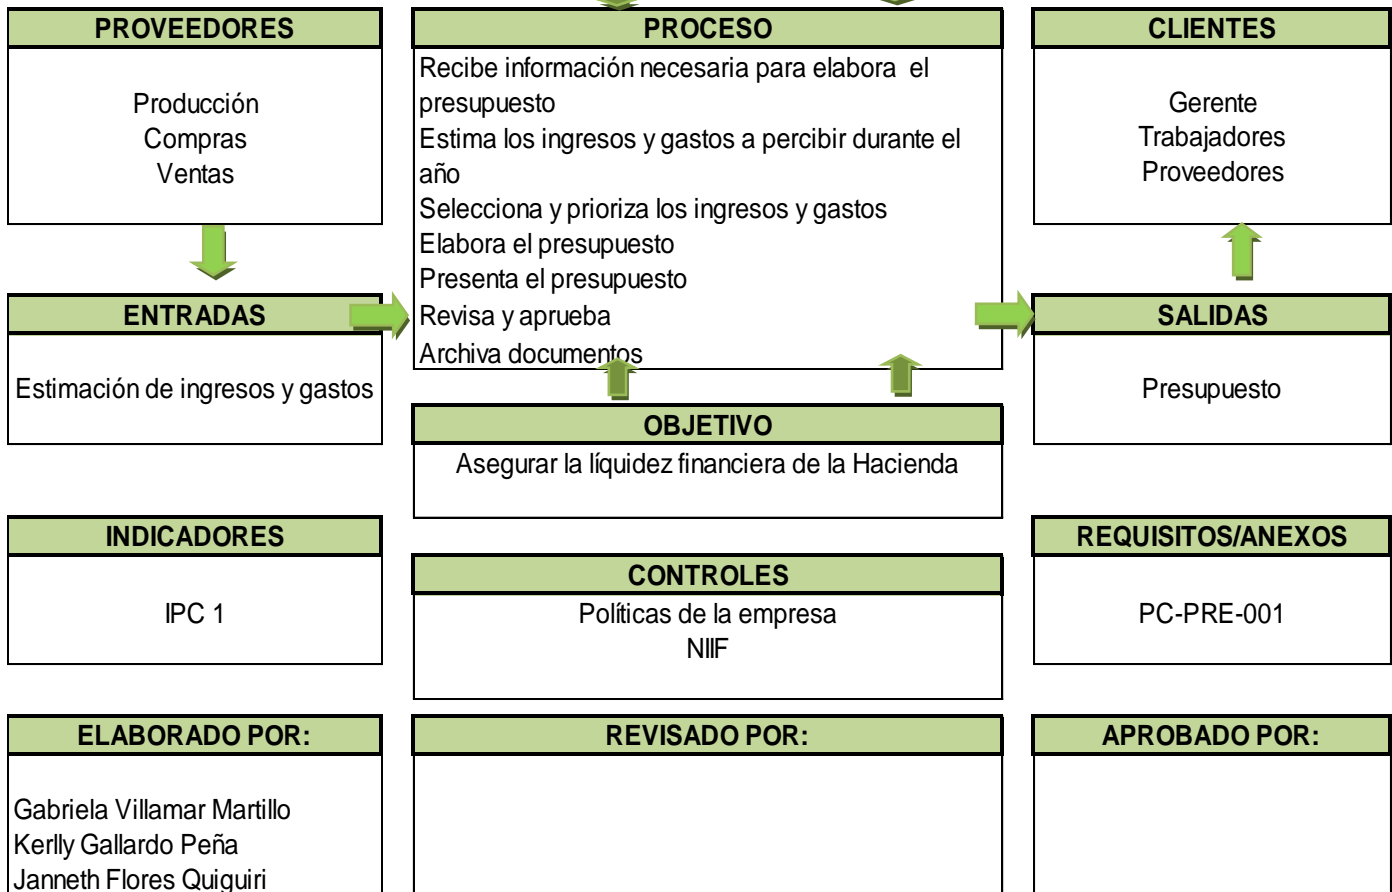 PROVEEDORES
Producción
Compras
Ventas
PROCESO
Recibe información necesaria para elabora el
presupuesto
Estima los ingresos y gastos a percibir durante el
año
Selecciona y prioriza los ingresos y gastos
Elabora el presupuesto
Presenta el presupuesto
Revisa y aprueba
Archiva documentos
CLIENTES
Gerente
Trabajadores
Proveedores
ENTRADAS
Estimación de ingresos y gastos
SALIDAS
Presupuesto
OBJETIVO
Asegurar la líquidez financiera de la Hacienda
INDICADORES
IPC 1
CONTROLES
Políticas de la empresa
NIIF
REQUISITOS/ANEXOS
PC-PRE-001
ELABORADO POR:
Gabriela Villamar Martillo
Kerlly Gallardo Peña
Janneth Flores Quiguiri
REVISADO POR:
APROBADO POR: